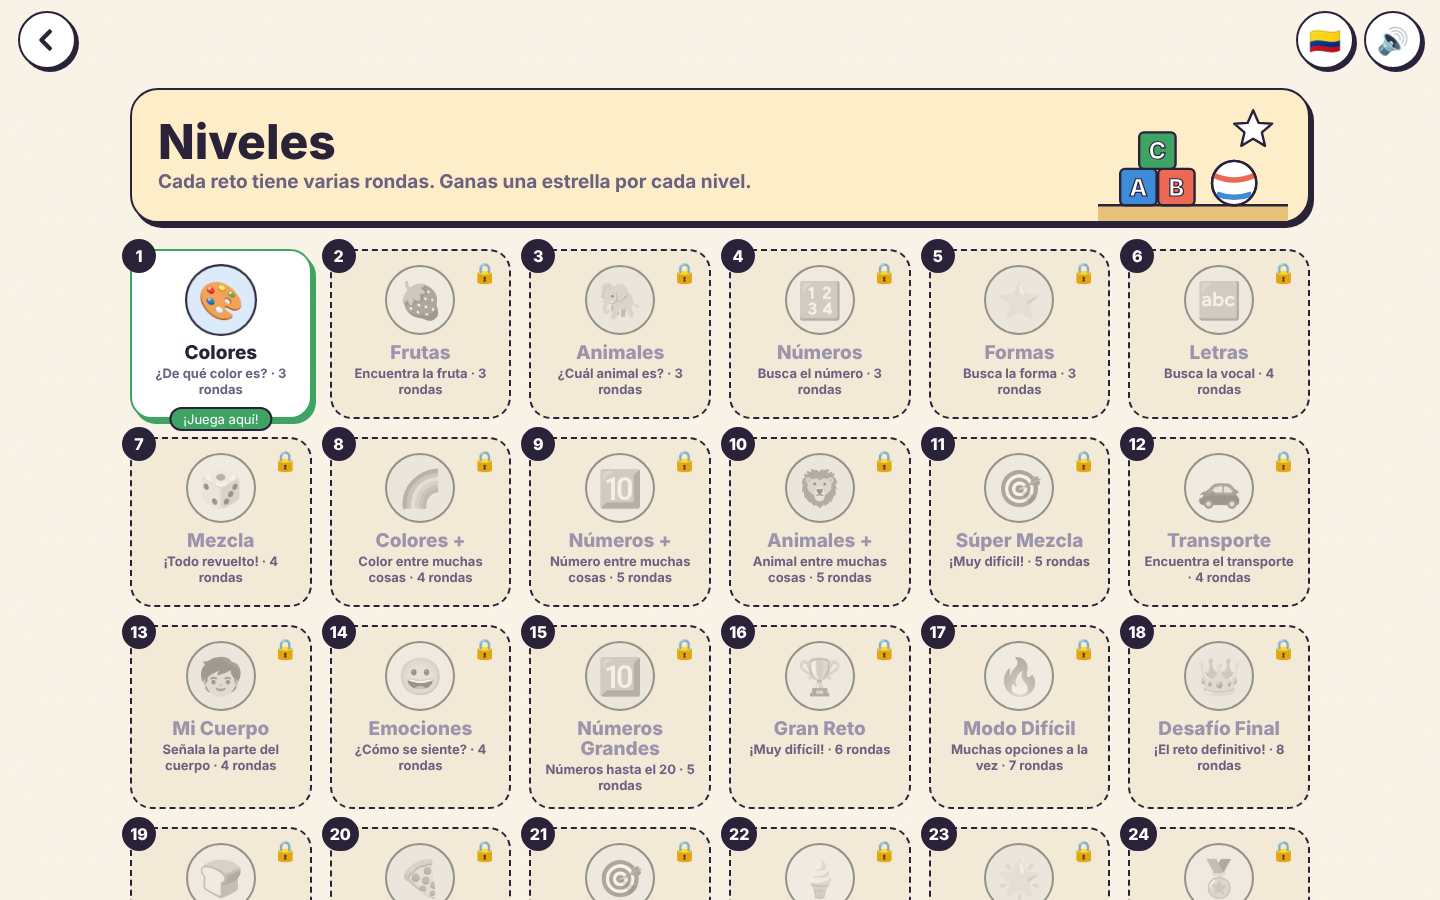 Niveles
Cada reto tiene varias rondas. Ganas una estrella por cada nivel.
C
A B
1
Colores
¿De qué color es? · 3
rondas
¡Juega aquí!
2
Frutas
Encuentra la fruta · 3
rondas
3
Animales
¿Cuál animal es? · 3
rondas
4
1 2
3 4
Números
Busca el número · 3
rondas
5
Formas
Busca la forma · 3
rondas
6
abc
Letras
Busca la vocal · 4
rondas
7
Mezcla
¡Todo revuelto! · 4
rondas
8
Colores +
Color entre muchas
cosas · 4 rondas
9
10
Números +
Número entre muchas
cosas · 5 rondas
10
Animales +
Animal entre muchas
cosas · 5 rondas
11
Súper Mezcla
¡Muy difícil! · 5 rondas
12
Transporte
Encuentra el transporte
· 4 rondas
13
Mi Cuerpo
Señala la parte del
cuerpo · 4 rondas
14
Emociones
¿Cómo se siente? · 4
rondas
15
10
Números
Grandes
Números hasta el 20 · 5
rondas
16
Gran Reto
¡Muy difícil! · 6 rondas
17
Modo Difícil
Muchas opciones a la
vez · 7 rondas
18
Desafío Final
¡El reto definitivo! · 8
rondas
19
20
21
22
23
24